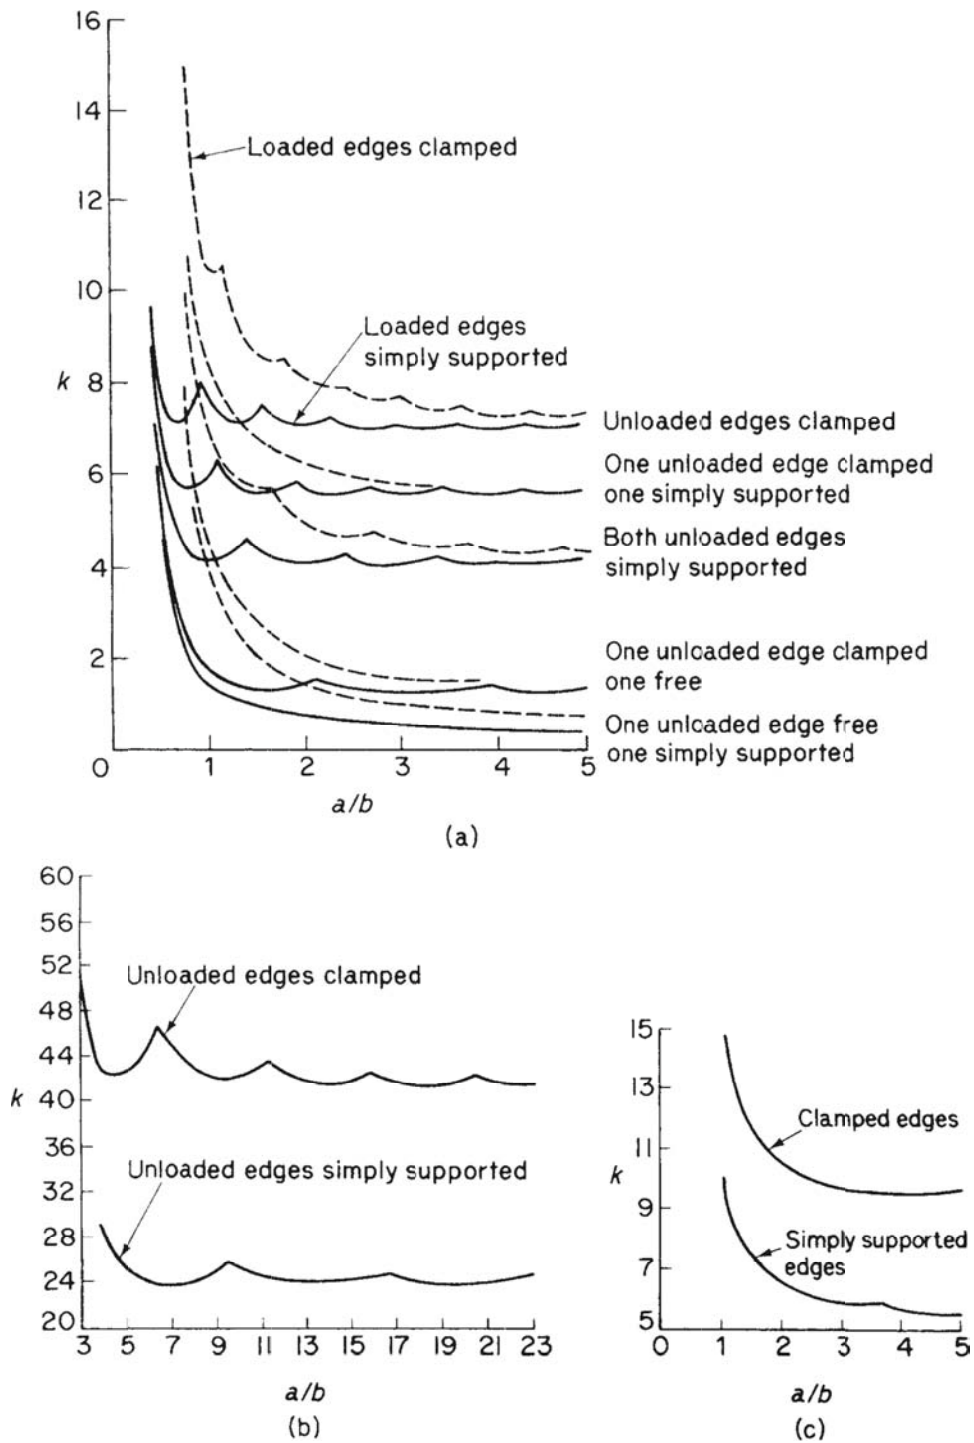 16
14
12
10
8
6
4
2
k
Loaded edges clamped
Loaded edges
simply supported
Unloaded edges clamped
One unloaded edge clamped
one simply supported
Both unloaded edges
simply supported
One unloaded edge clamped
one free
One unloaded edge free
one simply supported
0 1 2 3 4 5
a/b
(a)
60
56
52
48
44
40
36
32
28
24
20
k
Unloaded edges clamped
Unloaded edges simply supported
3 5 7 9 11 13 15 17 19 21 23
a/b
(b)
15
13
11
9
7
5
k
Clamped edges
Simply supported
edges
0 1 2 3 4 5
a/b
(c)